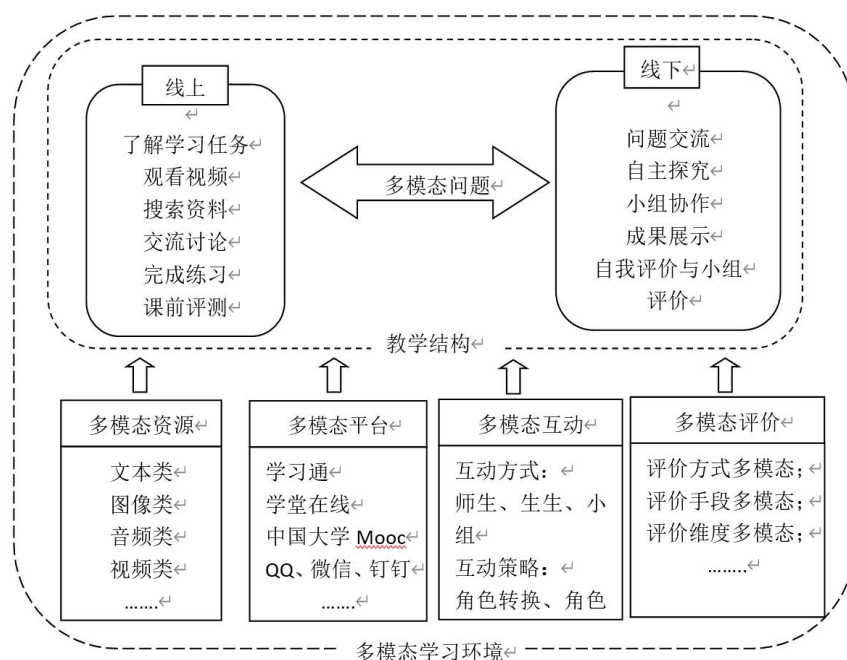 线上
了解学习任务
观看视频
搜索资料
交流讨论
完成练习
课前评测
多模态问题
线下
问题交流
自主探究
小组协作
成果展示
自我评价与小组
评价
教学结构
多模态资源
文本类
图像类
音频类
视频类
…….
多模态平台
学习通
学堂在线
中国大学 Mooc
QQ、微信、钉钉
…….
多模态互动
互动方式：
师生、生生、小
组
互动策略：
角色转换、角色
多模态评价
评价方式多模态；
评价手段多模态；
评价维度多模态；
……..
多模态学习环境